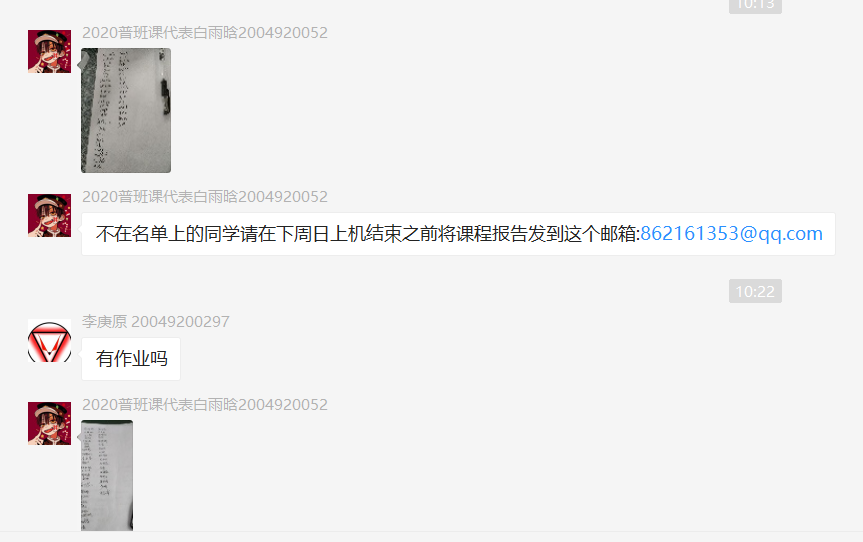 10:13
2020普班课代表白雨晗2004920052
2020普班课代表白雨晗2004920052
不在名单上的同学请在下周日上机结束之前将课程报告发到这个邮箱:862161353@qq.com
10:22
李庚原 20049200297
有作业吗
2020普班课代表白雨晗2004920052